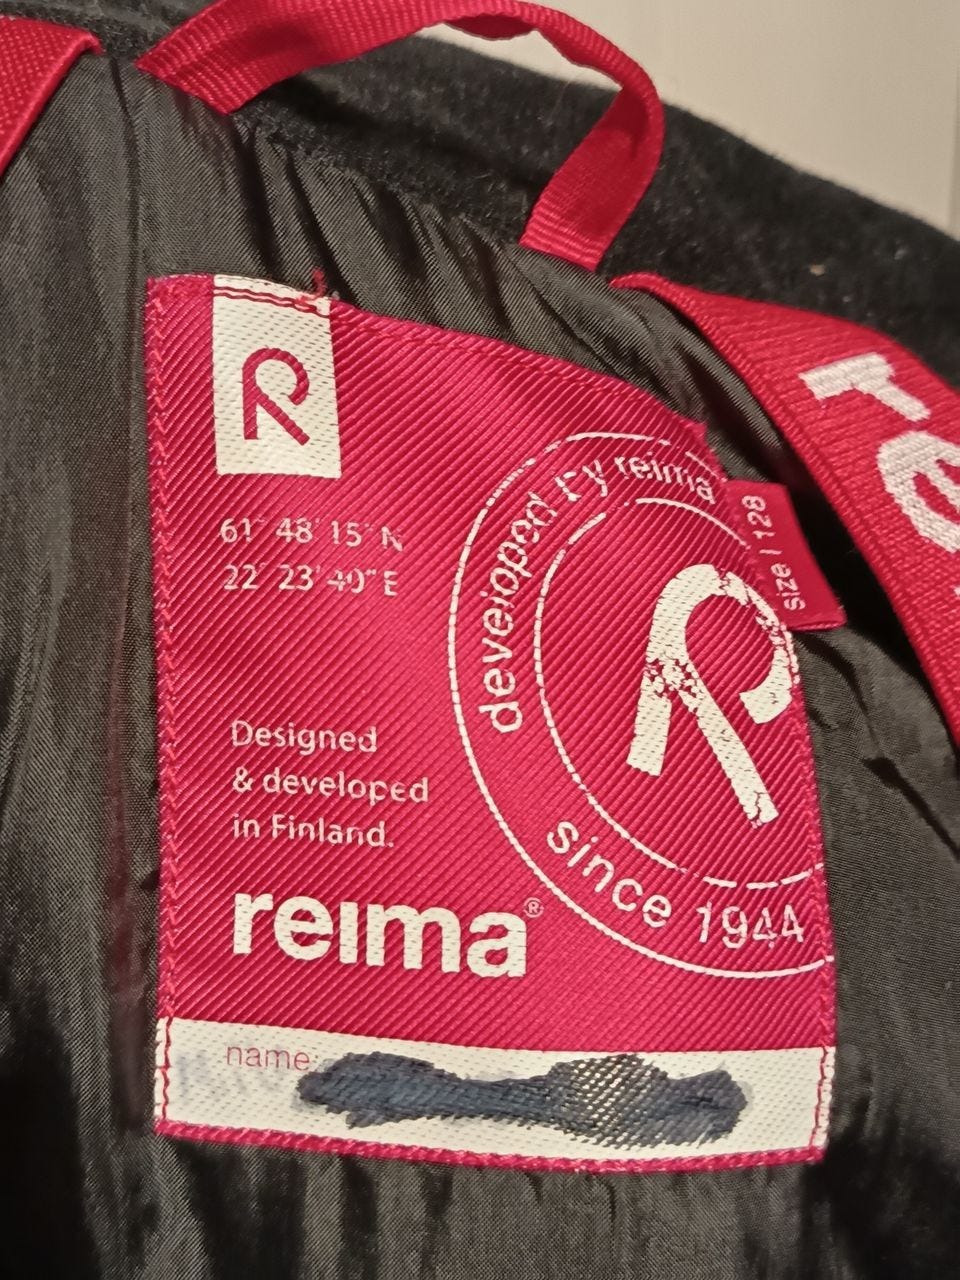 61° 48' 15" N
22° 23' 40" E
developed by reima
size | 128
Designed
& developed
in Finland.
since 1944
reima®
name: